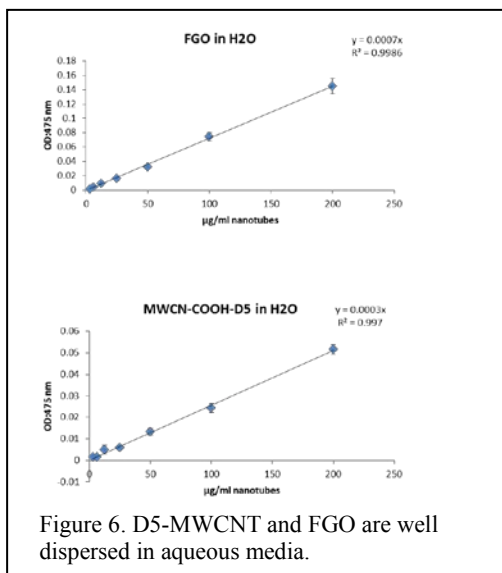 FGO in H2O
y = 0.0007x
R² = 0.9986
0.18
0.16
0.14
0.12
0.1
0.08
0.06
0.04
0.02
0
OD:475 nm
0 50 100 150 200 250
µg/ml nanotubes
MWCN-COOH-D5 in H2O
y = 0.0003x
R² = 0.997
0.06
0.05
0.04
0.03
0.02
0.01
0
-0.01
OD:475 nm
0 50 100 150 200 250
µg/ml nanotubes
Figure 6. D5-MWCNT and FGO are well
dispersed in aqueous media.